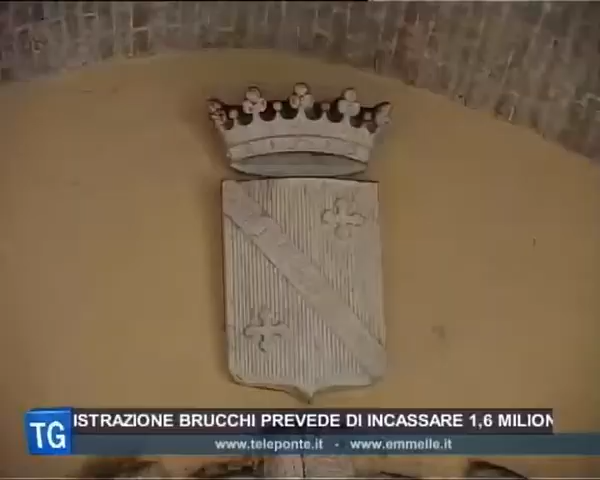 ISTRAZIONE BRUCCHI PREVEDE DI INCASSARE 1,6 MILION
TG
www.teleponte.it - www.emmelle.it